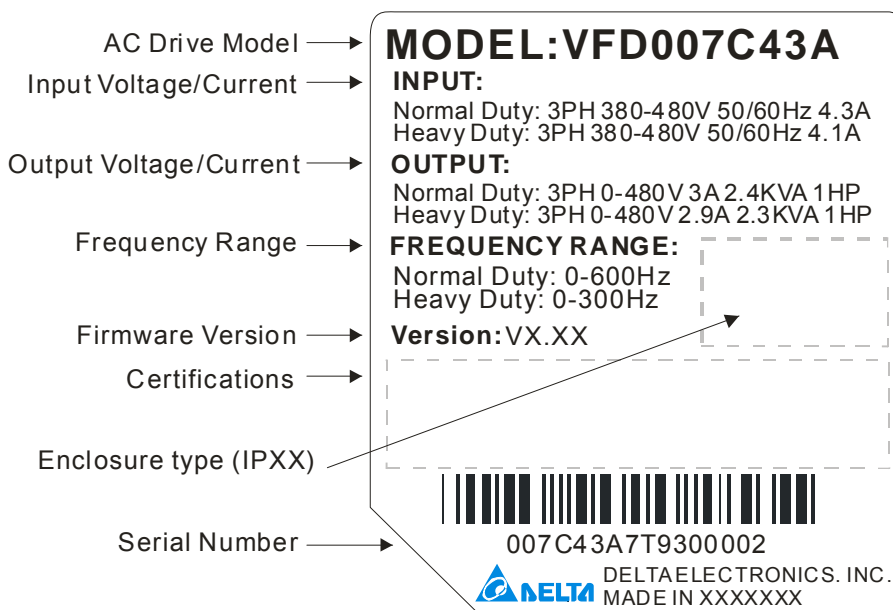 AC Drive Model
MODEL:VFD007C43A
Input Voltage/Current
INPUT:
Normal Duty: 3PH 380-480V 50/60Hz 4.3A
Heavy Duty: 3PH 380-480V 50/60Hz 4.1A
Output Voltage/Current
OUTPUT:
Normal Duty: 3PH 0-480V 3A 2.4KVA 1HP
Heavy Duty: 3PH 0-480V 2.9A 2.3KVA 1HP
Frequency Range
FREQUENCY RANGE:
Normal Duty: 0-600Hz
Heavy Duty: 0-300Hz
Firmware Version
Version: VX.XX
Certifications
Enclosure type (IPXX)
Serial Number
007C43A7T9300002
DELTA
DELTA ELECTRONICS. INC.
MADE IN XXXXXXX